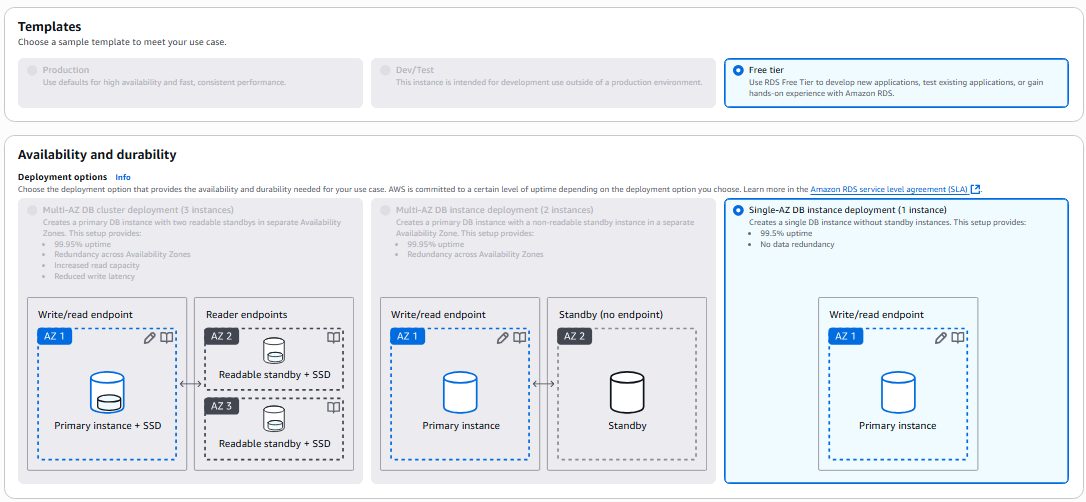 Templates
Choose a sample template to meet your use case.
Production
Use defaults for high availability and fast, consistent performance.
Dev/Test
This instance is intended for development use outside of a production environment.
Free tier
Use RDS Free Tier to develop new applications, test existing applications, or gain
hands-on experience with Amazon RDS.
Availability and durability
Deployment options Info
Choose the deployment option that provides the availability and durability needed for your use case. AWS is committed to a certain level of uptime depending on the deployment option you choose. Learn more in the Amazon RDS service level agreement (SLA).
Multi-AZ DB cluster deployment (3 instances)
Creates a primary DB instance with two readable standbys in separate Availability
Zones. This setup provides:
• 99.95% uptime
• Redundancy across Availability Zones
• Increased read capacity
• Reduced write latency
Write/read endpoint
AZ 1
Primary instance + SSD
Reader endpoints
AZ 2
Readable standby + SSD
AZ 3
Readable standby + SSD
Multi-AZ DB instance deployment (2 instances)
Creates a primary DB instance with a non-readable standby instance in a separate
Availability Zone. This setup provides:
• 99.95% uptime
• Redundancy across Availability Zones
Write/read endpoint
AZ 1
Primary instance
Standby (no endpoint)
AZ 2
Standby
Single-AZ DB instance deployment (1 instance)
Creates a single DB instance without standby instances. This setup provides:
• 99.5% uptime
• No data redundancy
Write/read endpoint
AZ 1
Primary instance